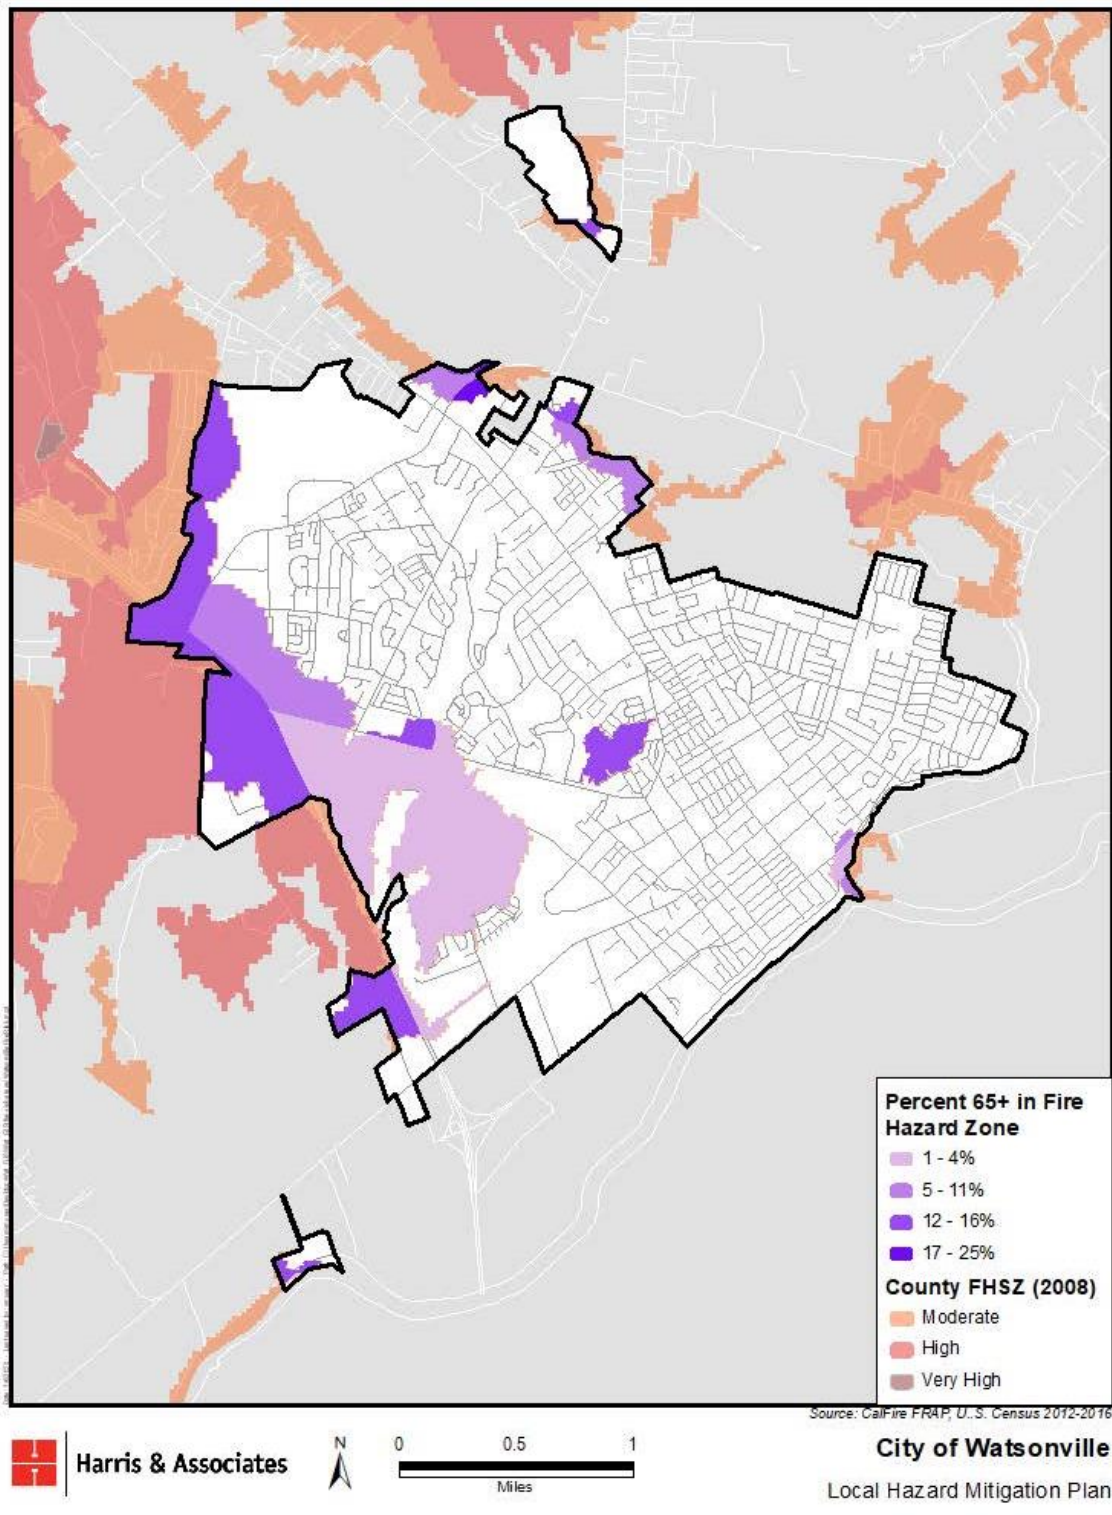 Percent 65+ in Fire
Hazard Zone
1 - 4%
5 - 11%
12 - 16%
17 - 25%
County FHSZ (2008)
Moderate
High
Very High
Source: CalFire FRAP, U..S. Census 2012-2016
Harris & Associates
N
0 0.5 1
Miles
City of Watsonville
Local Hazard Mitigation Plan